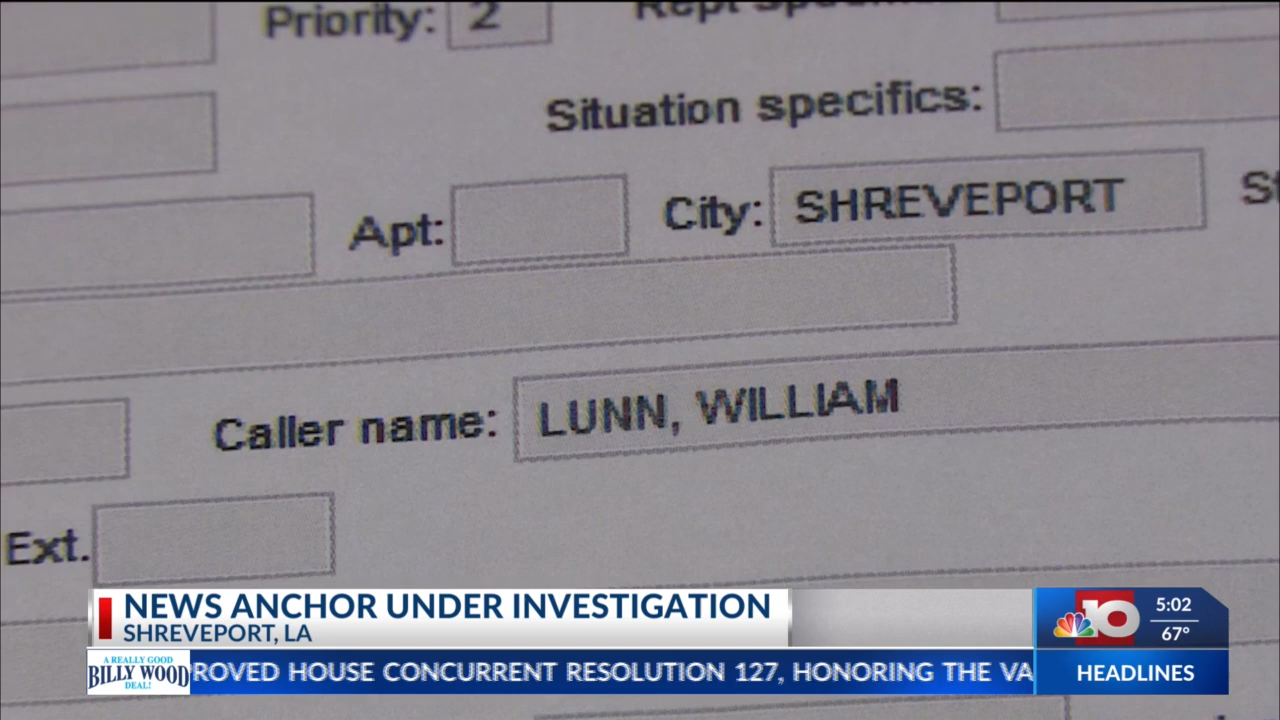 Priority: 2
Situation specifics:
Apt:
City: SHREVEPORT
Caller name: LUNN, WILLIAM
Ext.
NEWS ANCHOR UNDER INVESTIGATION
SHREVEPORT, LA
10
5:02
67°
A REALLY GOOD
BILLY WOOD
DEAL!
ROVED HOUSE CONCURRENT RESOLUTION 127, HONORING THE VA
HEADLINES